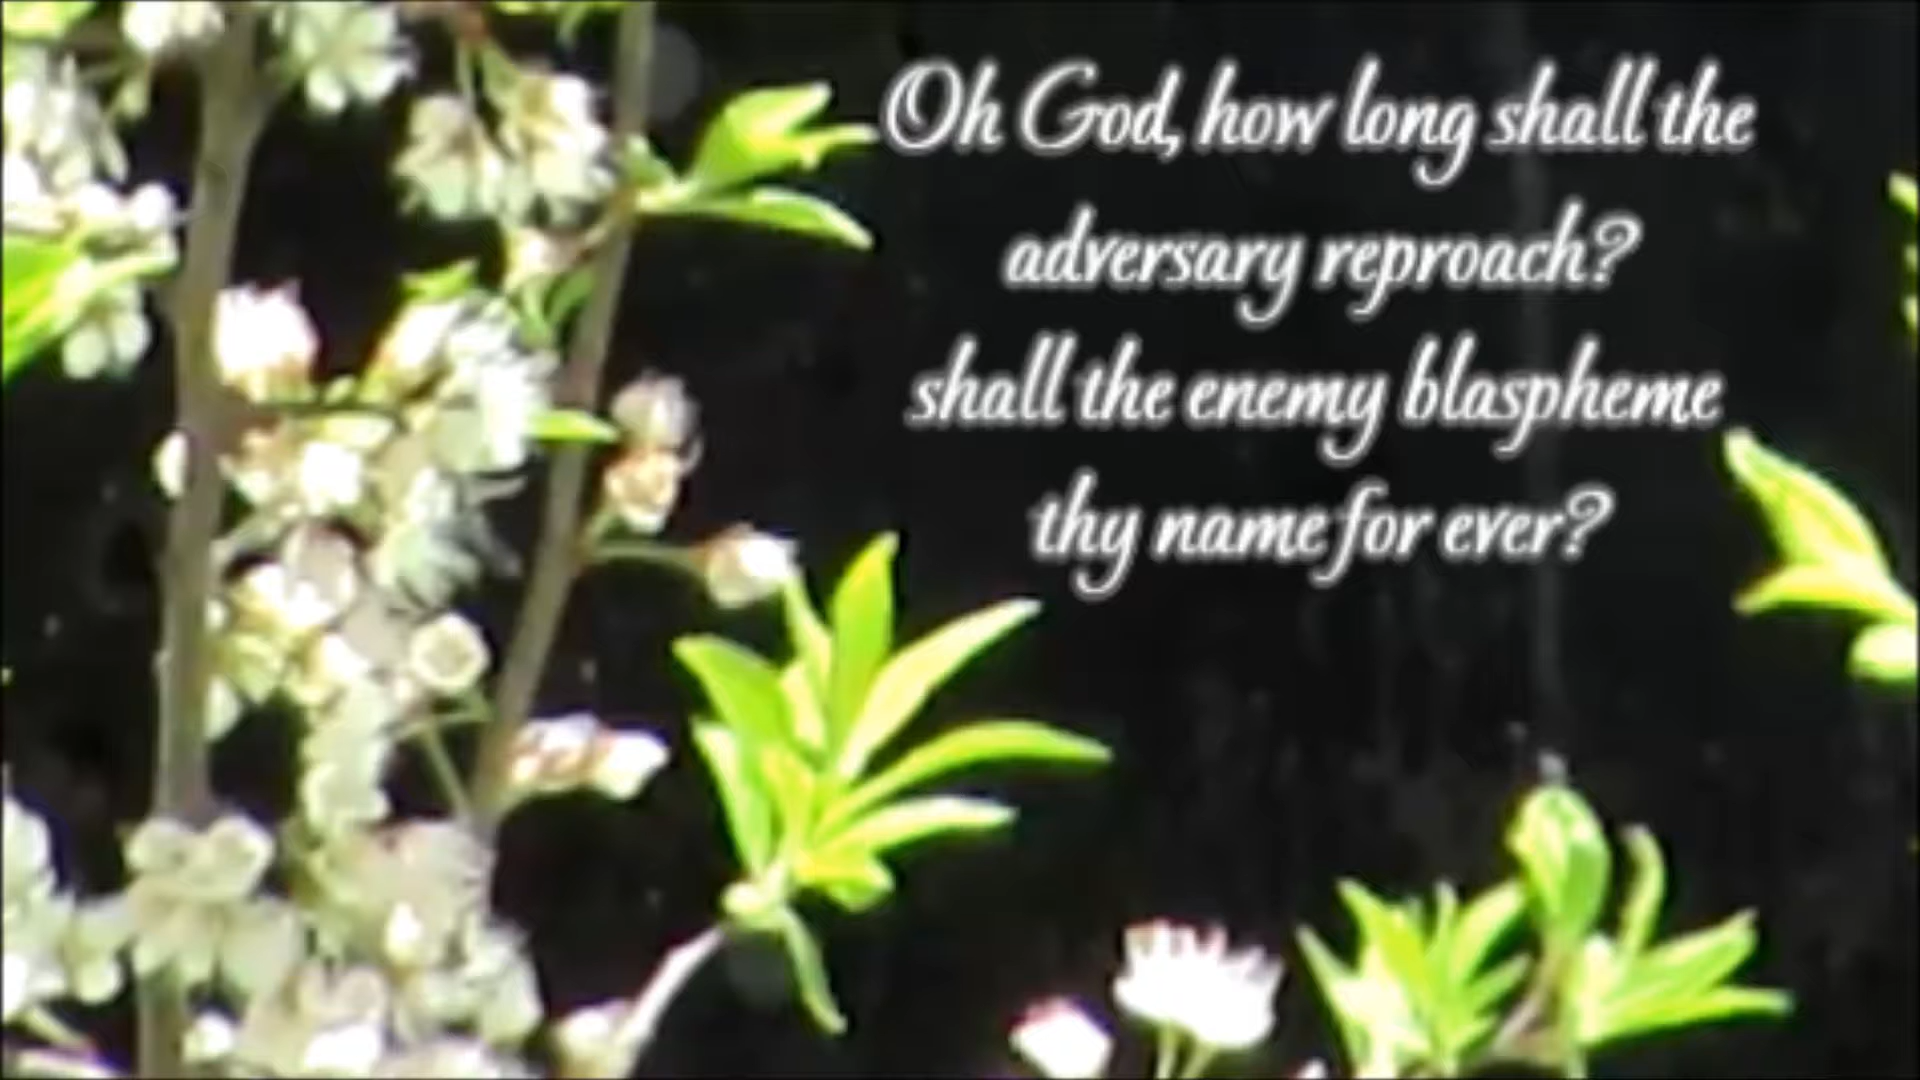 Oh God, how long shall the
adversary reproach?
shall the enemy blaspheme
thy name for ever?